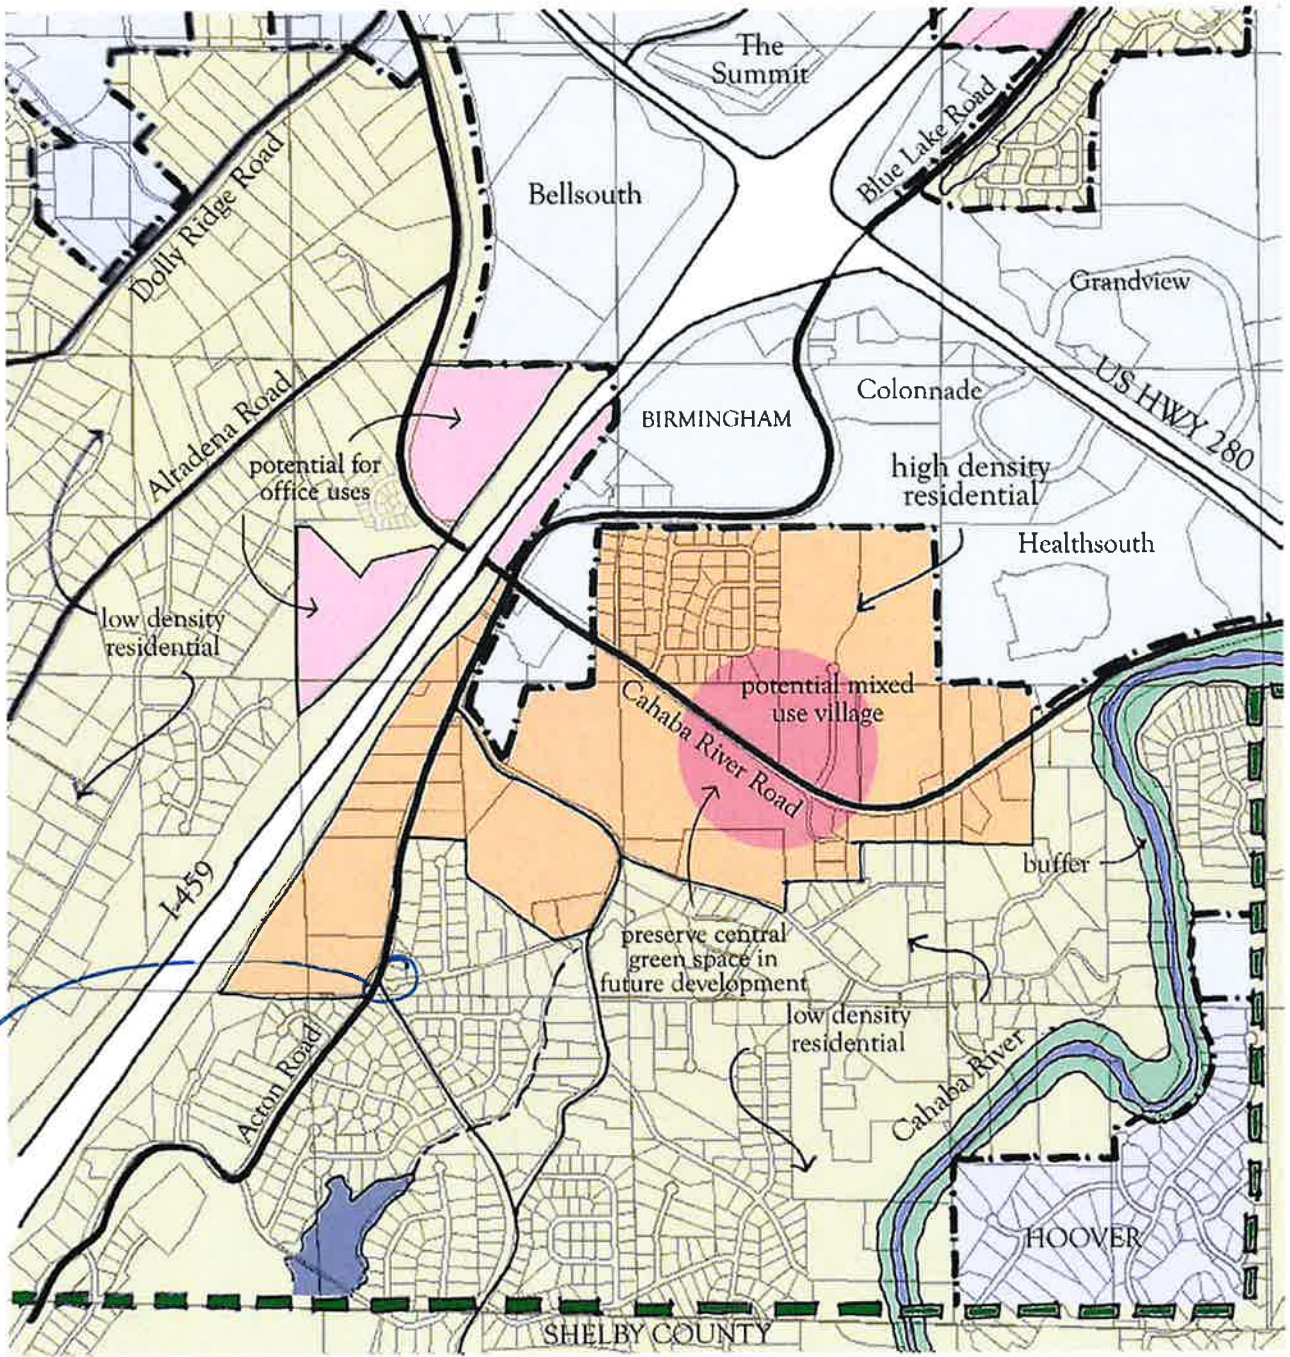 The
Summit
Blue Lake Road
Bellsouth
Dolly Ridge Road
Grandview
US HWY 280
Colonnade
Altadena Road
BIRMINGHAM
potential for
office uses
high density
residential
Healthsouth
low density
residential
potential mixed
use village
Cahaba River Road
buffer
I-459
preserve central
green space in
future development
low density
residential
Cahaba River
Acton Road
HOOVER
SHELBY COUNTY